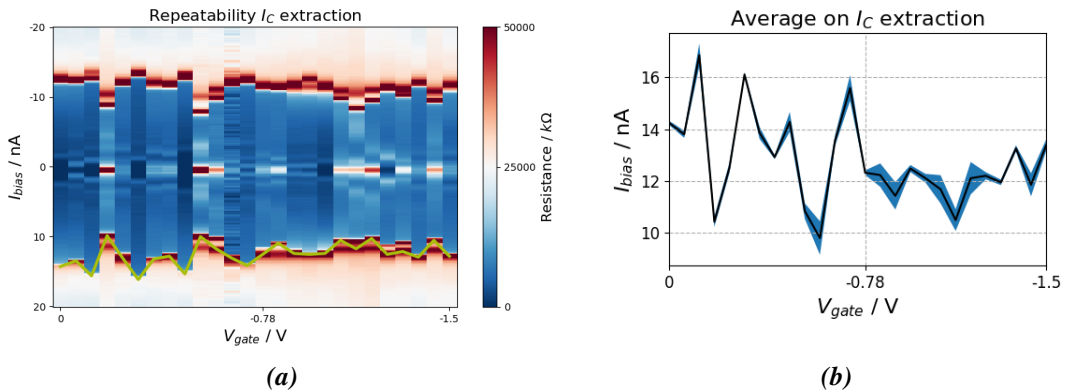 Repeatability I_C extraction
-20
-10
0
10
20
I_bias / nA
0
-0.78
-1.5
V_gate / V
50000
25000
0
Resistance / kΩ
(a)
Average on I_C extraction
16
14
12
10
I_bias / nA
0
-0.78
-1.5
V_gate / V
(b)